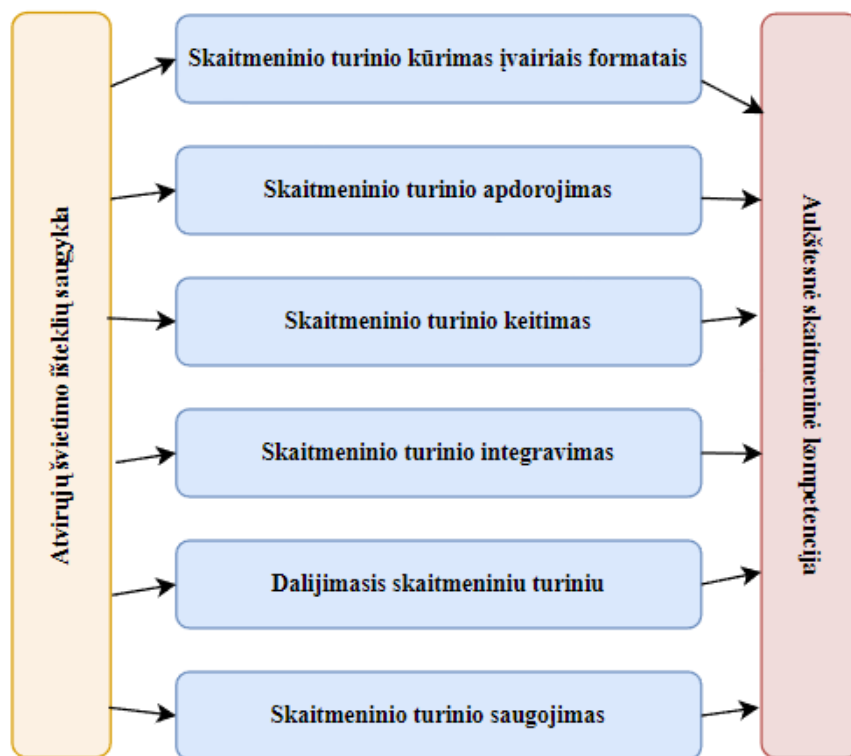 Atvirųjų švietimo išteklių saugykla
Skaitmeninio turinio kūrimas įvairiais formatais
Skaitmeninio turinio apdorojimas
Skaitmeninio turinio keitimas
Skaitmeninio turinio integravimas
Dalijimasis skaitmeniniu turiniu
Skaitmeninio turinio saugojimas
Aukštesnė skaitmeninė kompetencija